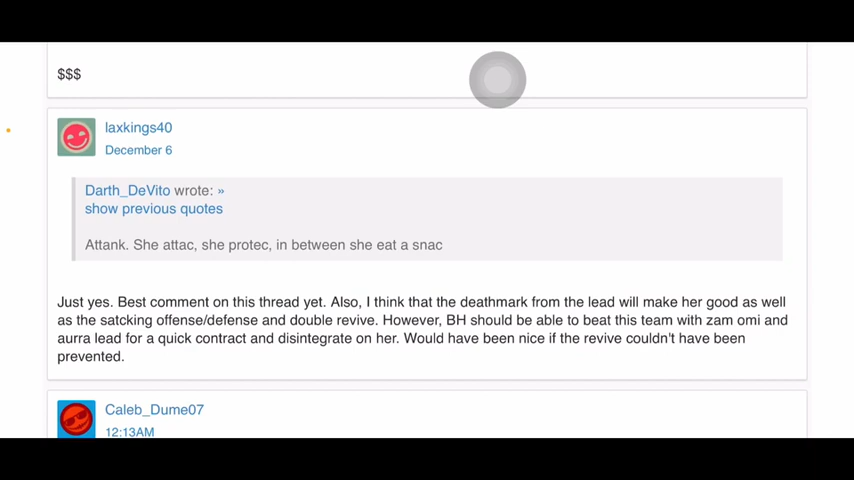 $$$
laxkings40
December 6
Darth_DeVito wrote: »
show previous quotes
Attank. She attac, she protec, in between she eat a snac
Just yes. Best comment on this thread yet. Also, I think that the deathmark from the lead will make her good as well
as the satcking offense/defense and double revive. However, BH should be able to beat this team with zam omi and
aurra lead for a quick contract and disintegrate on her. Would have been nice if the revive couldn't have been
prevented.
Caleb_Dume07
12:13AM